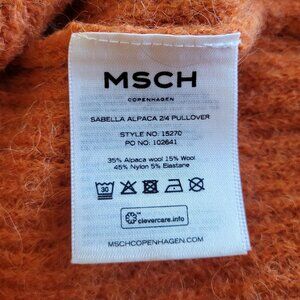 MSCH
COPENHAGEN
SABELLA ALPACA 2/4 PULLOVER
STYLE NO: 15270
PO NO: 102641
35% Alpaca wool 15% Wool
45% Nylon 5% Elastane
30
clevercare.info
MSCHCOPENHAGEN.COM